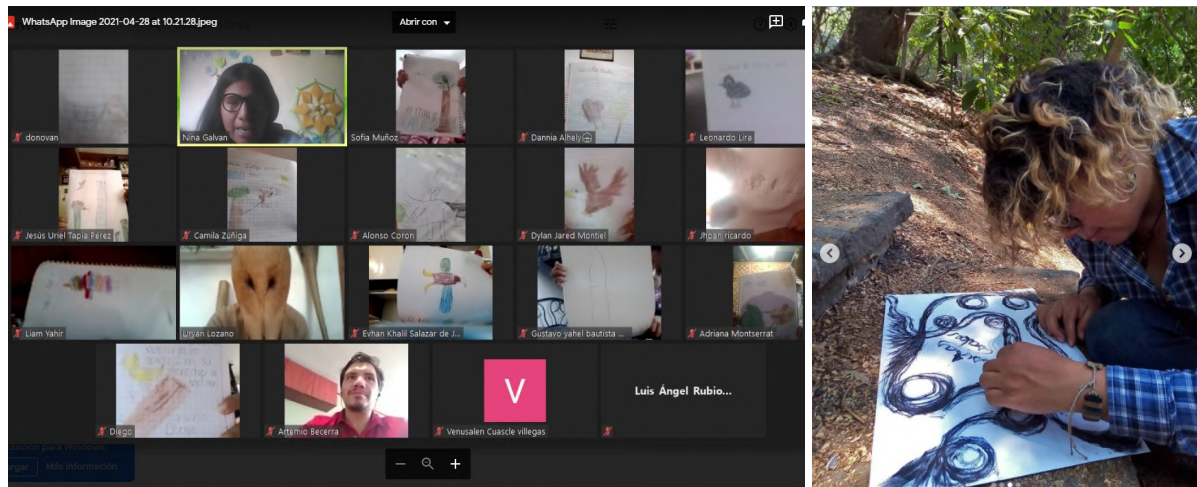 WhatsApp Image 2021-04-28 at 10.21.28.jpeg
Abrir con
donovan
Nina Galvan
Sofia Muñoz
Dannia Alhely
Leonardo Lira
Jesús Uriel Tapia Pérez
Camila Zúñiga
Alonso Coron
Dylan Jared Montiel
Jhoan ricardo
Liam Yahir
Uryan Lozano
Evhan Khalil Salazar de J...
Gustavo yahel bautista ...
Adriana Montserrat
Diego
Artemio Becerra
V
Venusalen Cuascle villegas
Luis Ángel Rubio...
Más información